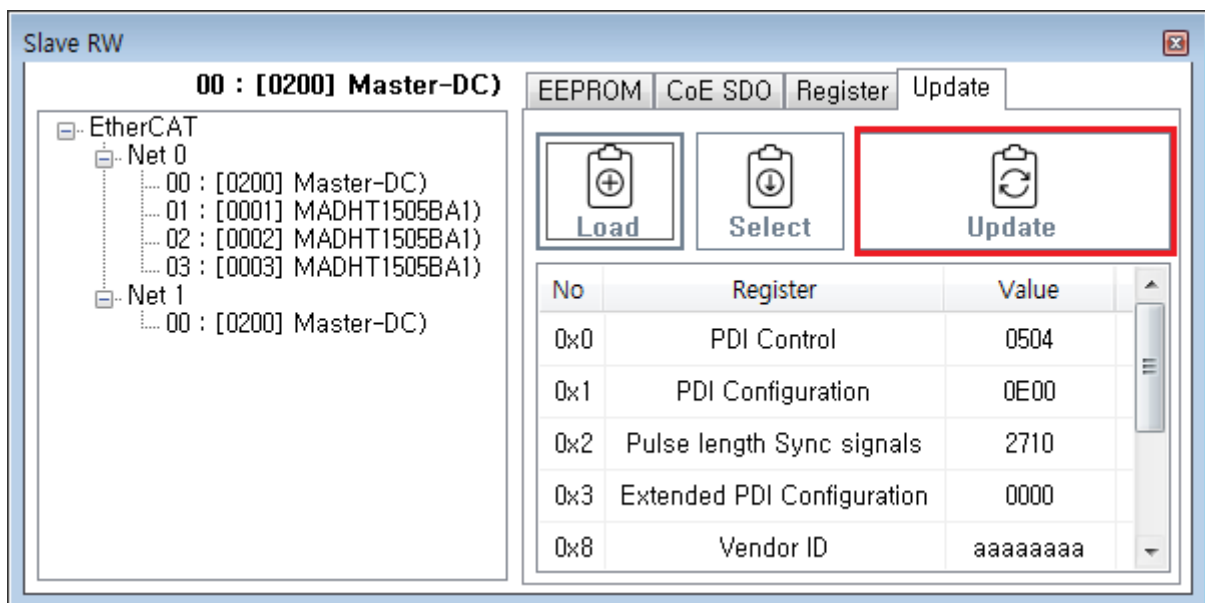 Slave RW
00 : [0200] Master-DC)
EtherCAT
Net 0
00 : [0200] Master-DC)
01 : [0001] MADHT1505BA1)
02 : [0002] MADHT1505BA1)
03 : [0003] MADHT1505BA1)
Net 1
00 : [0200] Master-DC)
EEPROM CoE SDO Register Update
Load Select Update
No Register Value
0x0 PDI Control 0504
0x1 PDI Configuration 0E00
0x2 Pulse length Sync signals 2710
0x3 Extended PDI Configuration 0000
0x8 Vendor ID aaaaaaaa